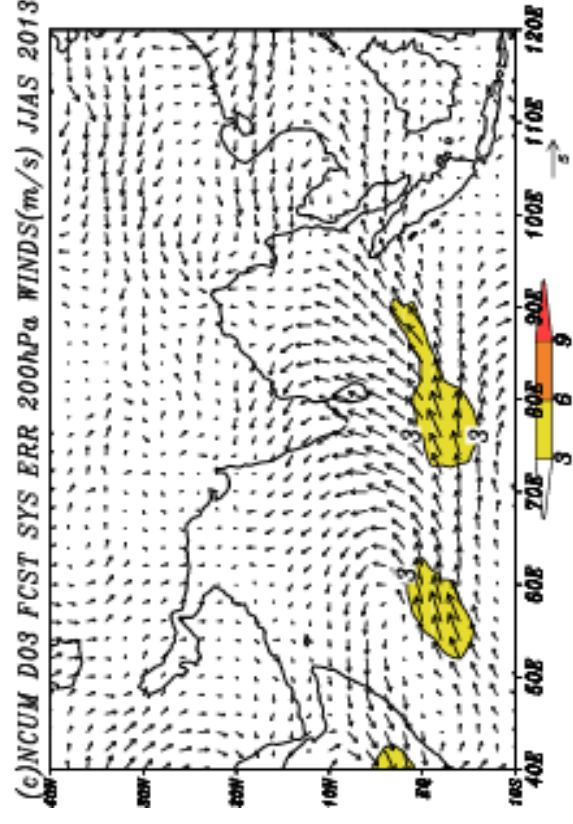 (c)NCUM D03 FCST SYS ERR 200hPa WINDS(m/s) JJAS 2013
40N
30N
20N
10N
EQ
10S
3
3
3
3
40E
50E
60E
70E
80E
90E
100E
110E
120E
3
6
9
5